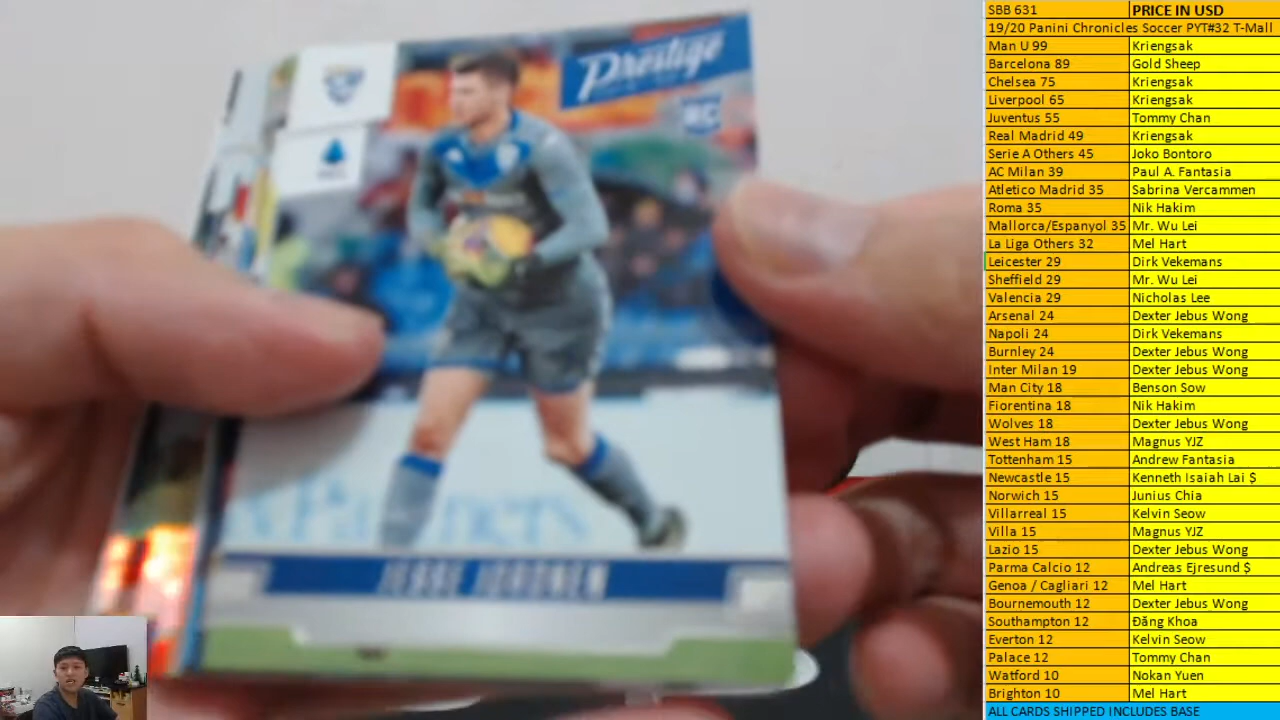 Prestige
RC
JESSE JORONEN
SBB 631 PRICE IN USD
19/20 Panini Chronicles Soccer PYT#32 T-Mall
Man U 99 Kriengsak
Barcelona 89 Gold Sheep
Chelsea 75 Kriengsak
Liverpool 65 Kriengsak
Juventus 55 Tommy Chan
Real Madrid 49 Kriengsak
Serie A Others 45 Joko Bontoro
AC Milan 39 Paul A. Fantasia
Atletico Madrid 35 Sabrina Vercammen
Roma 35 Nik Hakim
Mallorca/Espanyol 35 Mr. Wu Lei
La Liga Others 32 Mel Hart
Leicester 29 Dirk Vekemans
Sheffield 29 Mr. Wu Lei
Valencia 29 Nicholas Lee
Arsenal 24 Dexter Jebus Wong
Napoli 24 Dirk Vekemans
Burnley 24 Dexter Jebus Wong
Inter Milan 19 Dexter Jebus Wong
Man City 18 Benson Sow
Fiorentina 18 Nik Hakim
Wolves 18 Dexter Jebus Wong
West Ham 18 Magnus YJZ
Tottenham 15 Andrew Fantasia
Newcastle 15 Kenneth Isaiah Lai $
Norwich 15 Junius Chia
Villarreal 15 Kelvin Seow
Villa 15 Magnus YJZ
Lazio 15 Dexter Jebus Wong
Parma Calcio 12 Andreas Ejresund $
Genoa / Cagliari 12 Mel Hart
Bournemouth 12 Dexter Jebus Wong
Southampton 12 Đăng Khoa
Everton 12 Kelvin Seow
Palace 12 Tommy Chan
Watford 10 Nokan Yuen
Brighton 10 Mel Hart
ALL CARDS SHIPPED INCLUDES BASE